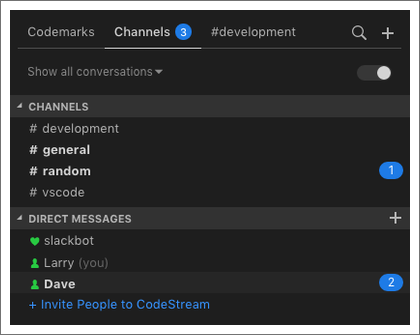 Codemarks Channels 3 #development +
Show all conversations
CHANNELS
# development
# general
# random 1
# vscode
DIRECT MESSAGES +
slackbot
Larry (you)
Dave 2
+ Invite People to CodeStream